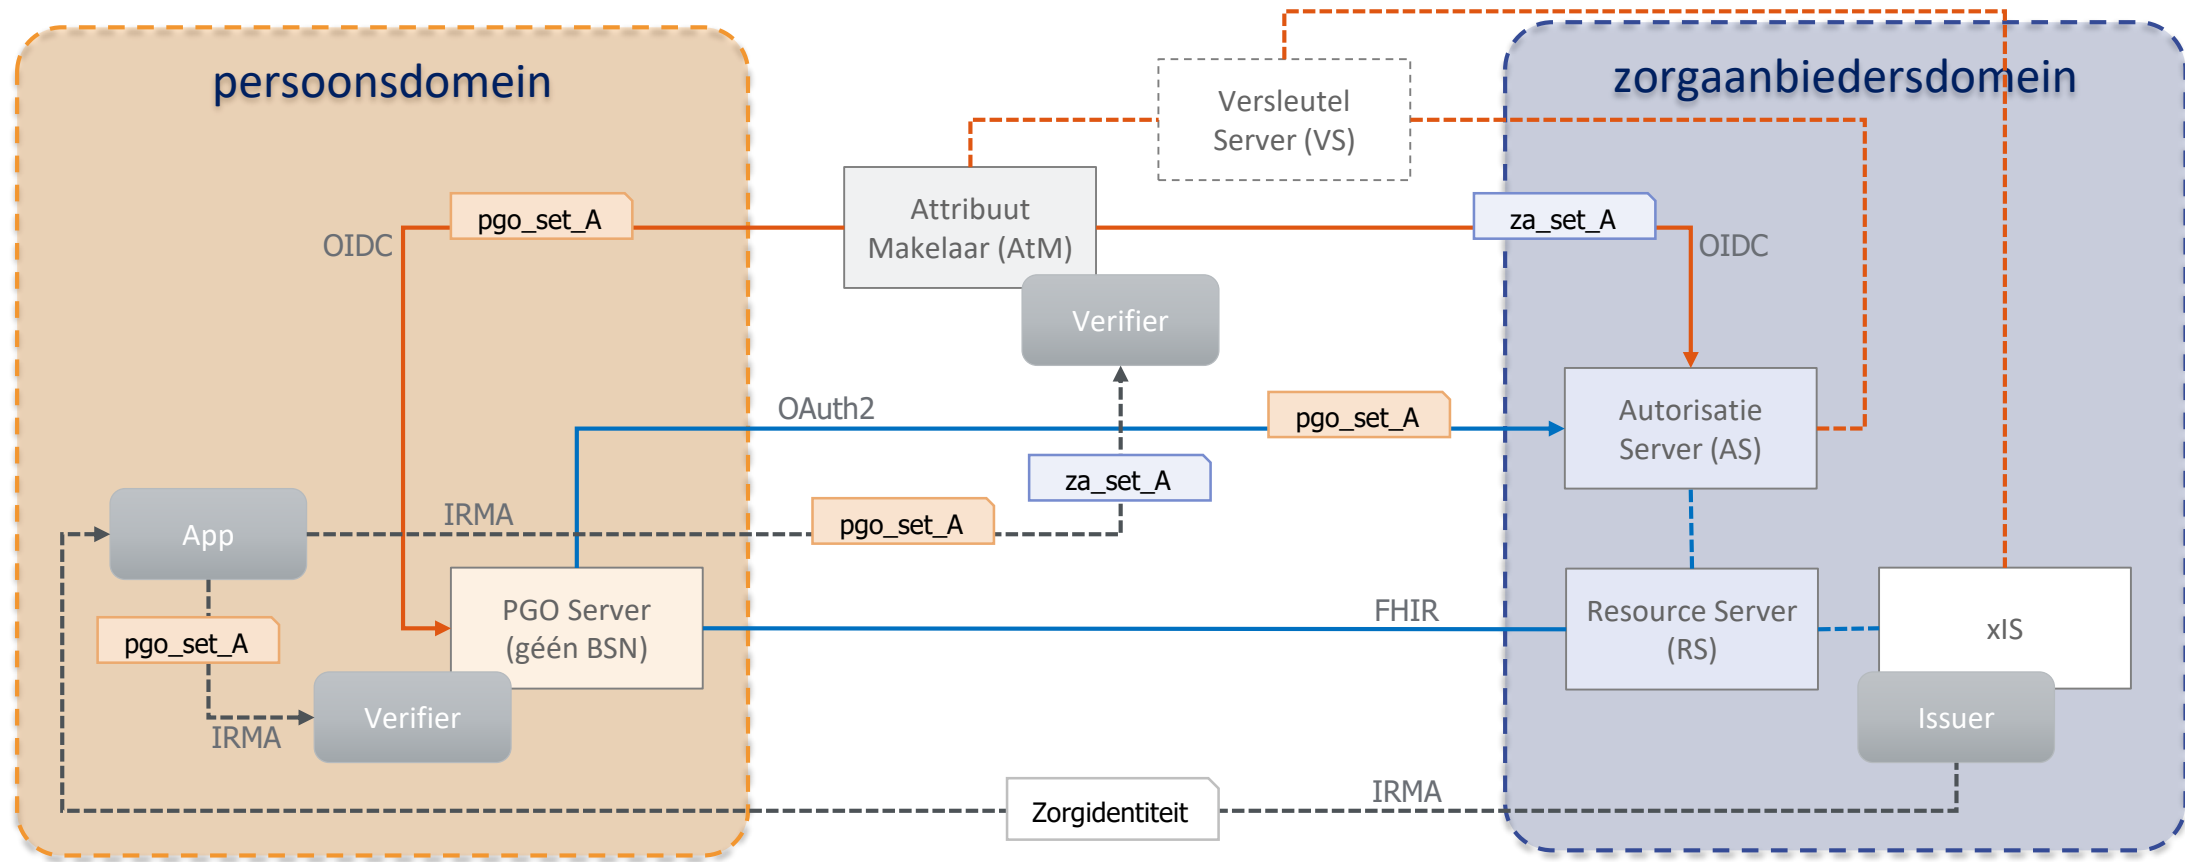 persoonsdomein
zorgaanbiedersdomein
Versleutel
Server (VS)
Attribuut
Makelaar (AtM)
pgo_set_A
za_set_A
OIDC
OIDC
Verifier
OAuth2
pgo_set_A
Autorisatie
Server (AS)
za_set_A
App
IRMA
pgo_set_A
PGO Server
(géén BSN)
FHIR
Resource Server
(RS)
xIS
pgo_set_A
Verifier
IRMA
Issuer
Zorgidentiteit
IRMA